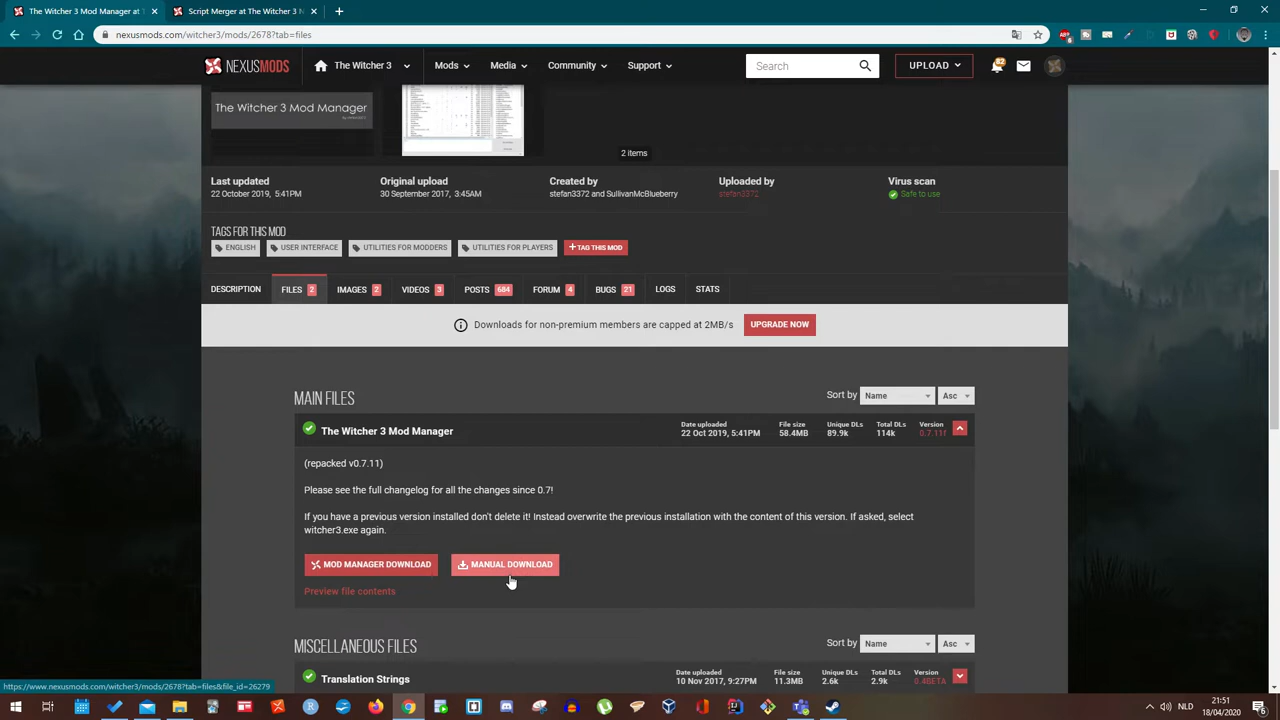 The Witcher 3 Mod Manager at T
The Witcher 3 Mod Manager at
nexusmods.com/witcher3/mods/2678?tab=files
NEXUSMODS
The Witcher 3
Mods
Media
Community
Support
Search
UPLOAD
The Witcher 3 Mod Manager
2 items
Last updated
22 October 2019, 5:41PM
Original upload
30 September 2017, 3:45AM
Created by
stefan3372 and SullivanMcBlueberry
Uploaded by
stefan3372
Virus scan
Safe to use
TAGS FOR THIS MOD
ENGLISH
USER INTERFACE
UTILITIES FOR MODDERS
UTILITIES FOR PLAYERS
+ TAG THIS MOD
DESCRIPTION
FILES 2
IMAGES 2
VIDEOS 3
POSTS 684
FORUM 4
BUGS 21
LOGS
STATS
Downloads for non-premium members are capped at 2MB/s
UPGRADE NOW
MAIN FILES
Sort by Name Asc
The Witcher 3 Mod Manager
Date uploaded
22 Oct 2019, 5:41PM
File size
58.4MB
Unique DLs
89.9k
Total DLs
114k
Version
0.7.11f
(repacked v0.7.11)
Please see the full changelog for all the changes since 0.7!
If you have a previous version installed don't delete it! Instead overwrite the previous installation with the content of this version. If asked, select
witcher3.exe again.
MOD MANAGER DOWNLOAD
MANUAL DOWNLOAD
Preview file contents
MISCELLANEOUS FILES
Sort by Name Asc
Translation Strings
Date uploaded
10 Nov 2017, 9:27PM
File size
11.3MB
Unique DLs
2.6k
Total DLs
2.9k
Version
0.4BETA
https://www.nexusmods.com/witcher3/mods/2678?tab=files&file_id=26279
NLD
21:51
18/04/2020